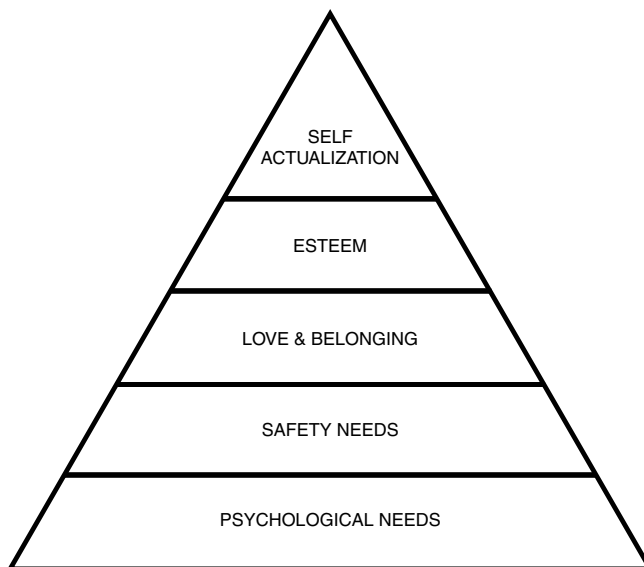 SELF
ACTUALIZATION
ESTEEM
LOVE & BELONGING
SAFETY NEEDS
PSYCHOLOGICAL NEEDS